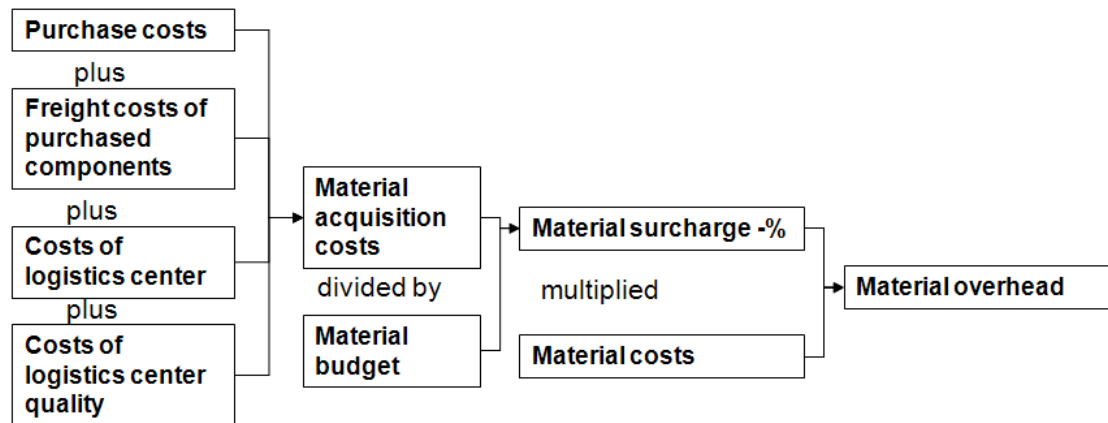 Purchase costs
plus
Freight costs of
purchased
components
plus
Costs of
logistics center
plus
Costs of
logistics center
quality
Material
acquisition
costs
divided by
Material
budget
Material surcharge -%
multiplied
Material costs
Material overhead